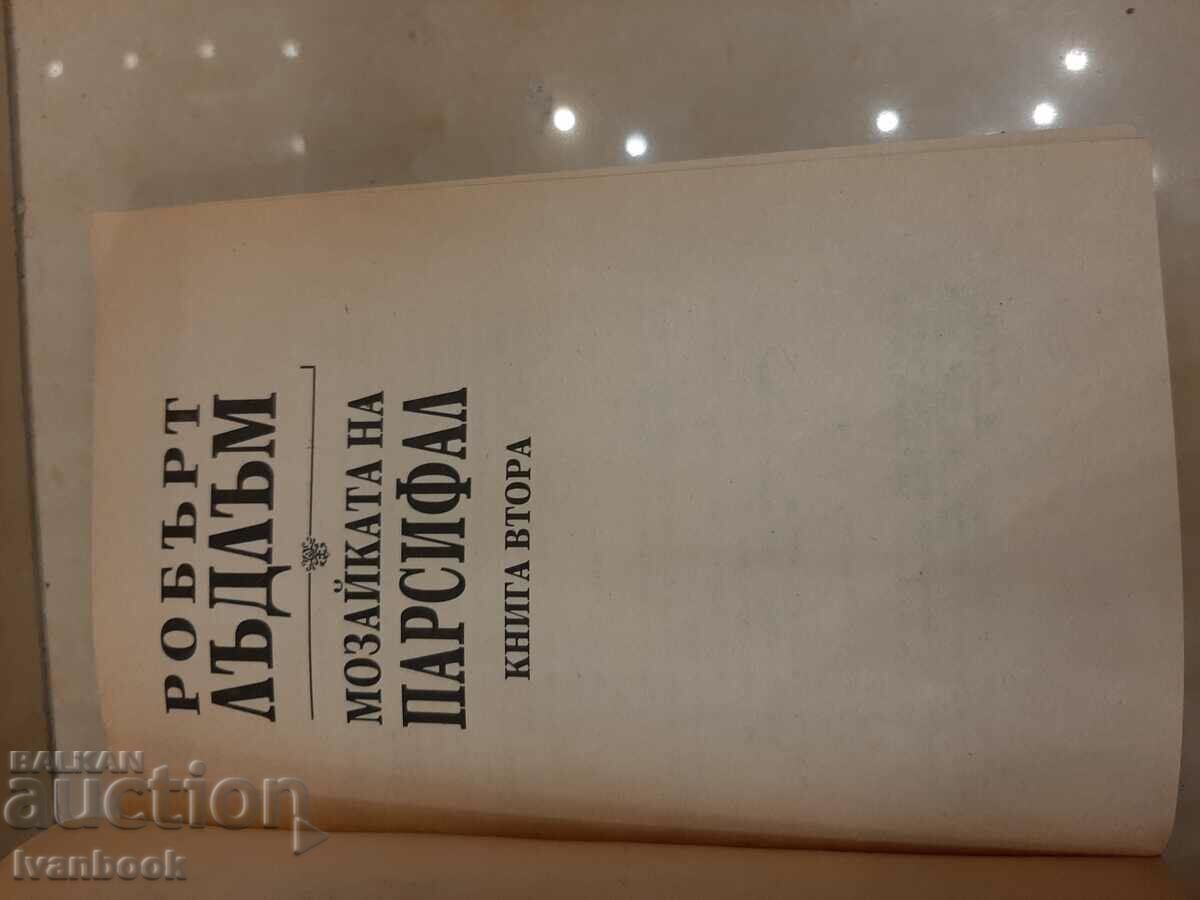 РОБЪРТ
ЛЪДЛЪМ
МОЗАЙКАТА НА
ПАРСИФАЛ
КНИГА ВТОРА
BALKAN
auction
Ivanbook